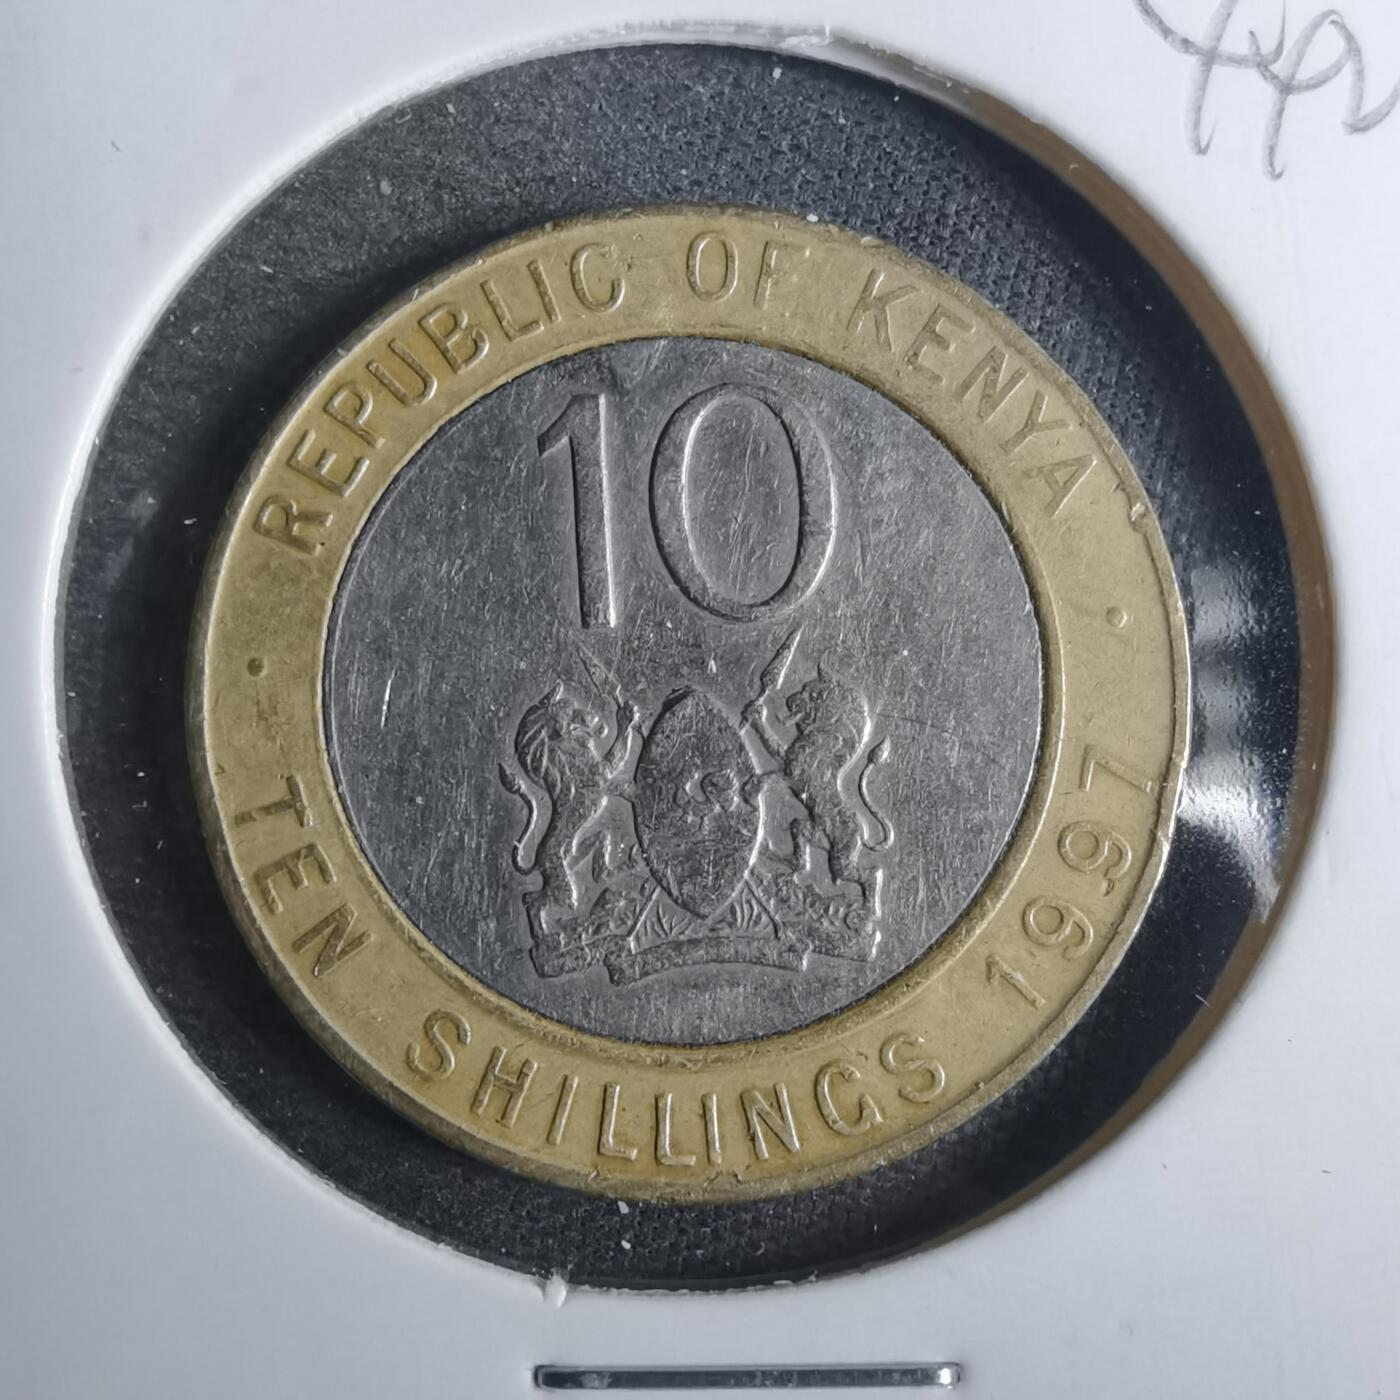 REPUBLIC OF KENYA
10
TEN SHILLINGS
1997